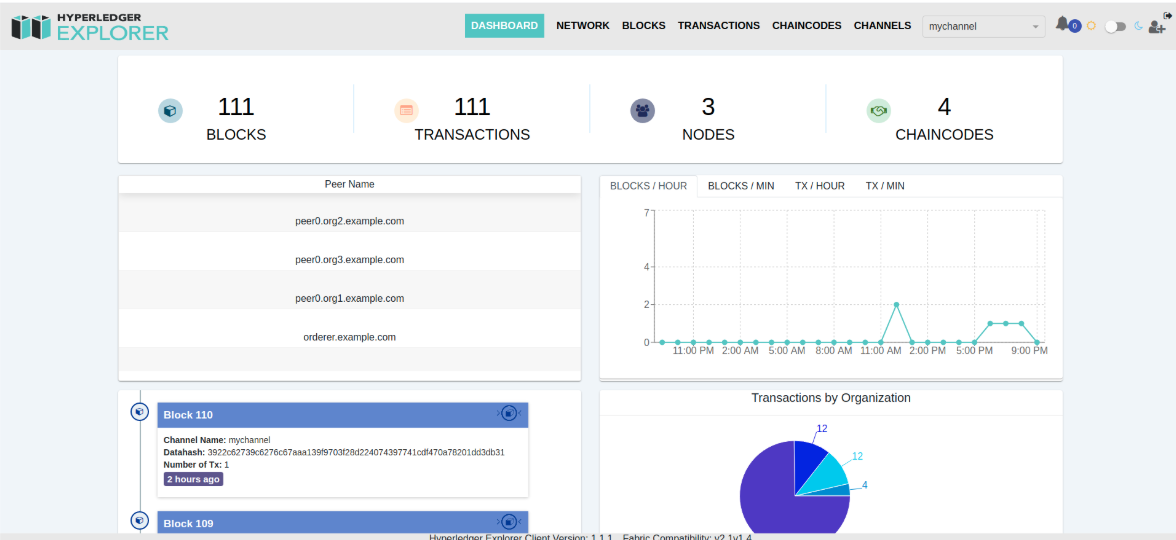 HYPERLEDGER
EXPLORER
DASHBOARD NETWORK BLOCKS TRANSACTIONS CHAINCODES CHANNELS mychannel 0
111 111 3 4
BLOCKS TRANSACTIONS NODES CHAINCODES
Peer Name
peer0.org2.example.com
peer0.org3.example.com
peer0.org1.example.com
orderer.example.com
BLOCKS / HOUR BLOCKS / MIN TX / HOUR TX / MIN
7
4
2
0
11:00 PM 2:00 AM 5:00 AM 8:00 AM 11:00 AM 2:00 PM 5:00 PM 9:00 PM
Block 110
Channel Name: mychannel
Datahash: 3922c62739c6276c67aaa139f9703f28d224074397741cdf470a78201dd3db31
Number of Tx: 1
2 hours ago
Block 109
Transactions by Organization
12
12
4
Hyperledger Explorer Client Version: 1.1.1 Fabric Compatibility: v2.1v1.4